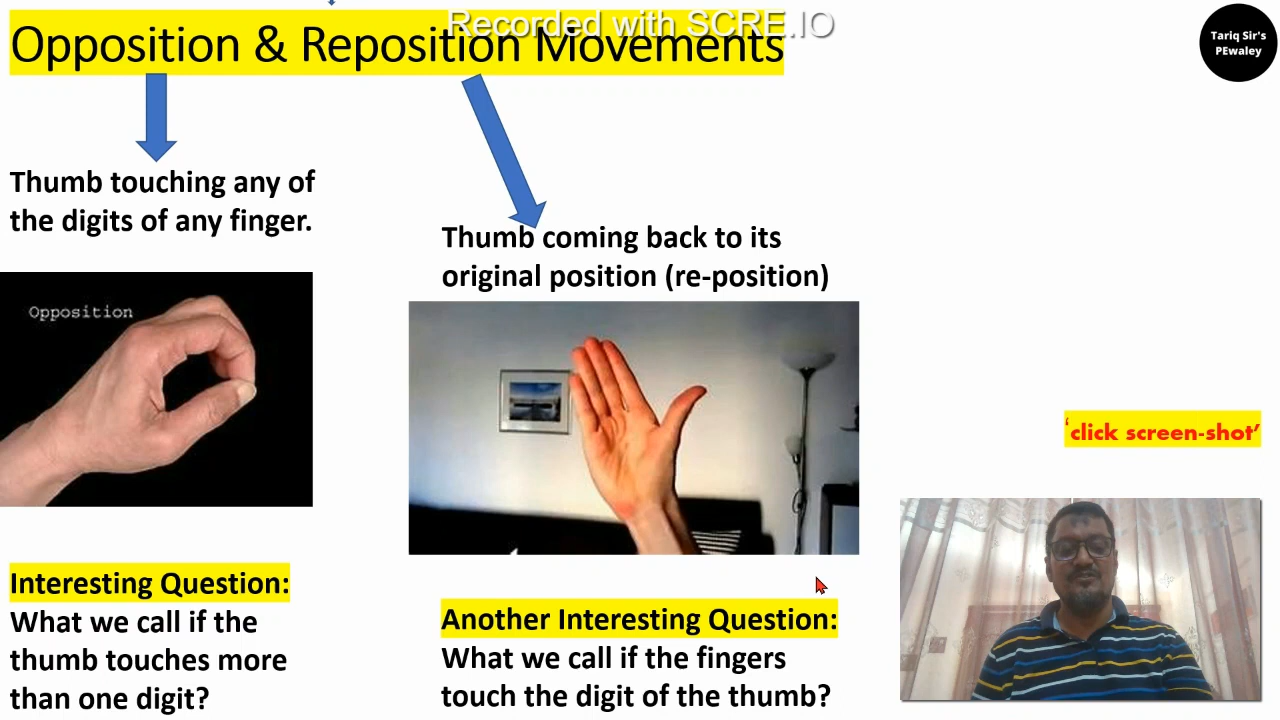 Recorded with SCRE.IO
Opposition & Reposition Movements
Tariq Sir's
PEwaley
Thumb touching any of
the digits of any finger.
Thumb coming back to its
original position (re-position)
Opposition
‘click screen-shot’
Interesting Question:
What we call if the
thumb touches more
than one digit?
Another Interesting Question:
What we call if the fingers
touch the digit of the thumb?